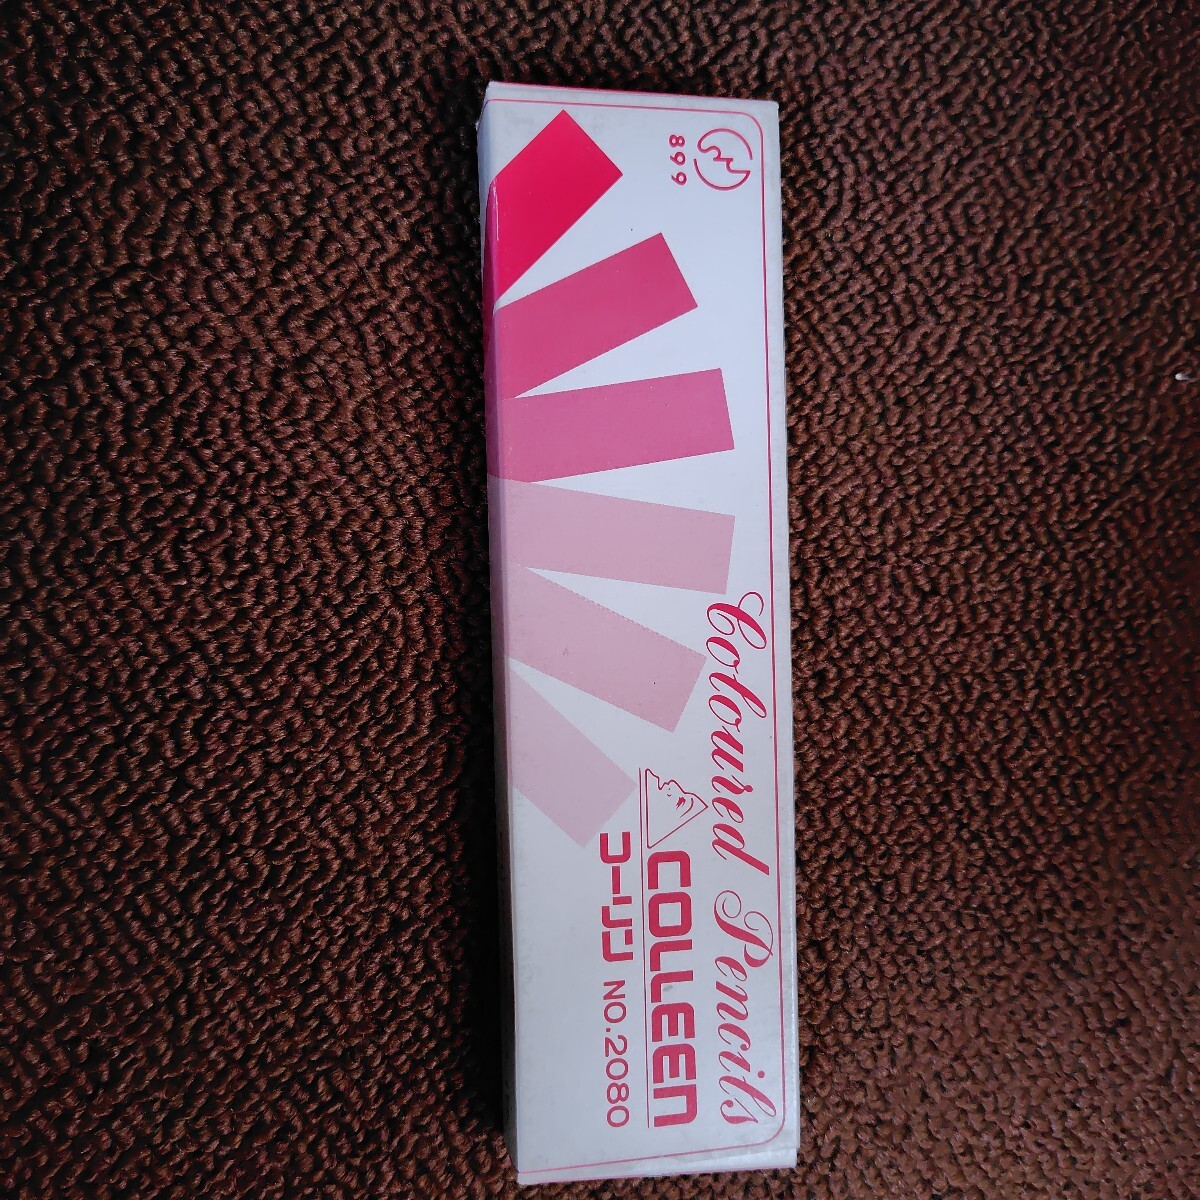 899
Coloured Pencils
COLLEEN
コーリン NO.2080